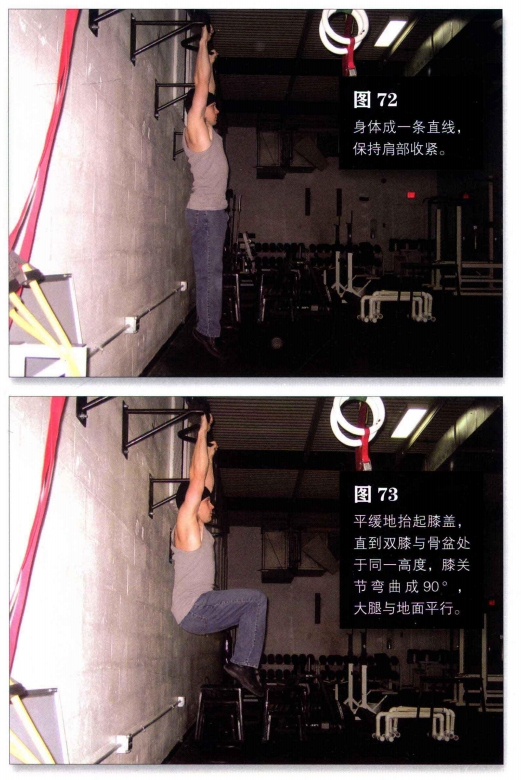 图 72
身体成一条直线，
保持肩部收紧。
图 73
平缓地抬起膝盖，
直到双膝与骨盆处
于同一高度，膝关
节弯曲成 90°，
大腿与地面平行。